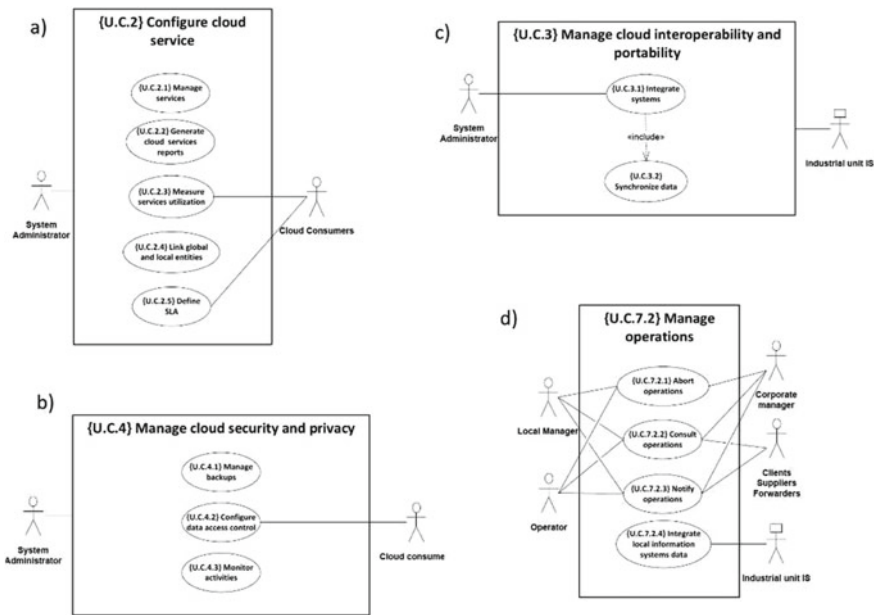 a)
{U.C.2} Configure cloud
service
{U.C.2.1} Manage
services
{U.C.2.2} Generate
cloud services
reports
{U.C.2.3} Measure
services utilization
{U.C.2.4} Link global
and local entities
{U.C.2.5} Define
SLA
System
Administrator
Cloud Consumers
b)
{U.C.4} Manage cloud security and privacy
{U.C.4.1} Manage
backups
{U.C.4.2} Configure
data access control
{U.C.4.3} Monitor
activities
System
Administrator
Cloud consume
c)
{U.C.3} Manage cloud interoperability and
portability
{U.C.3.1} Integrate
systems
«include»
{U.C.3.2}
Synchronize data
System
Administrator
Industrial unit IS
d)
{U.C.7.2} Manage
operations
{U.C.7.2.1} Abort
operations
{U.C.7.2.2} Consult
operations
{U.C.7.2.3} Notify
operations
{U.C.7.2.4} Integrate
local information
systems data
Local Manager
Operator
Corporate
manager
Clients
Suppliers
Forwarders
Industrial unit IS